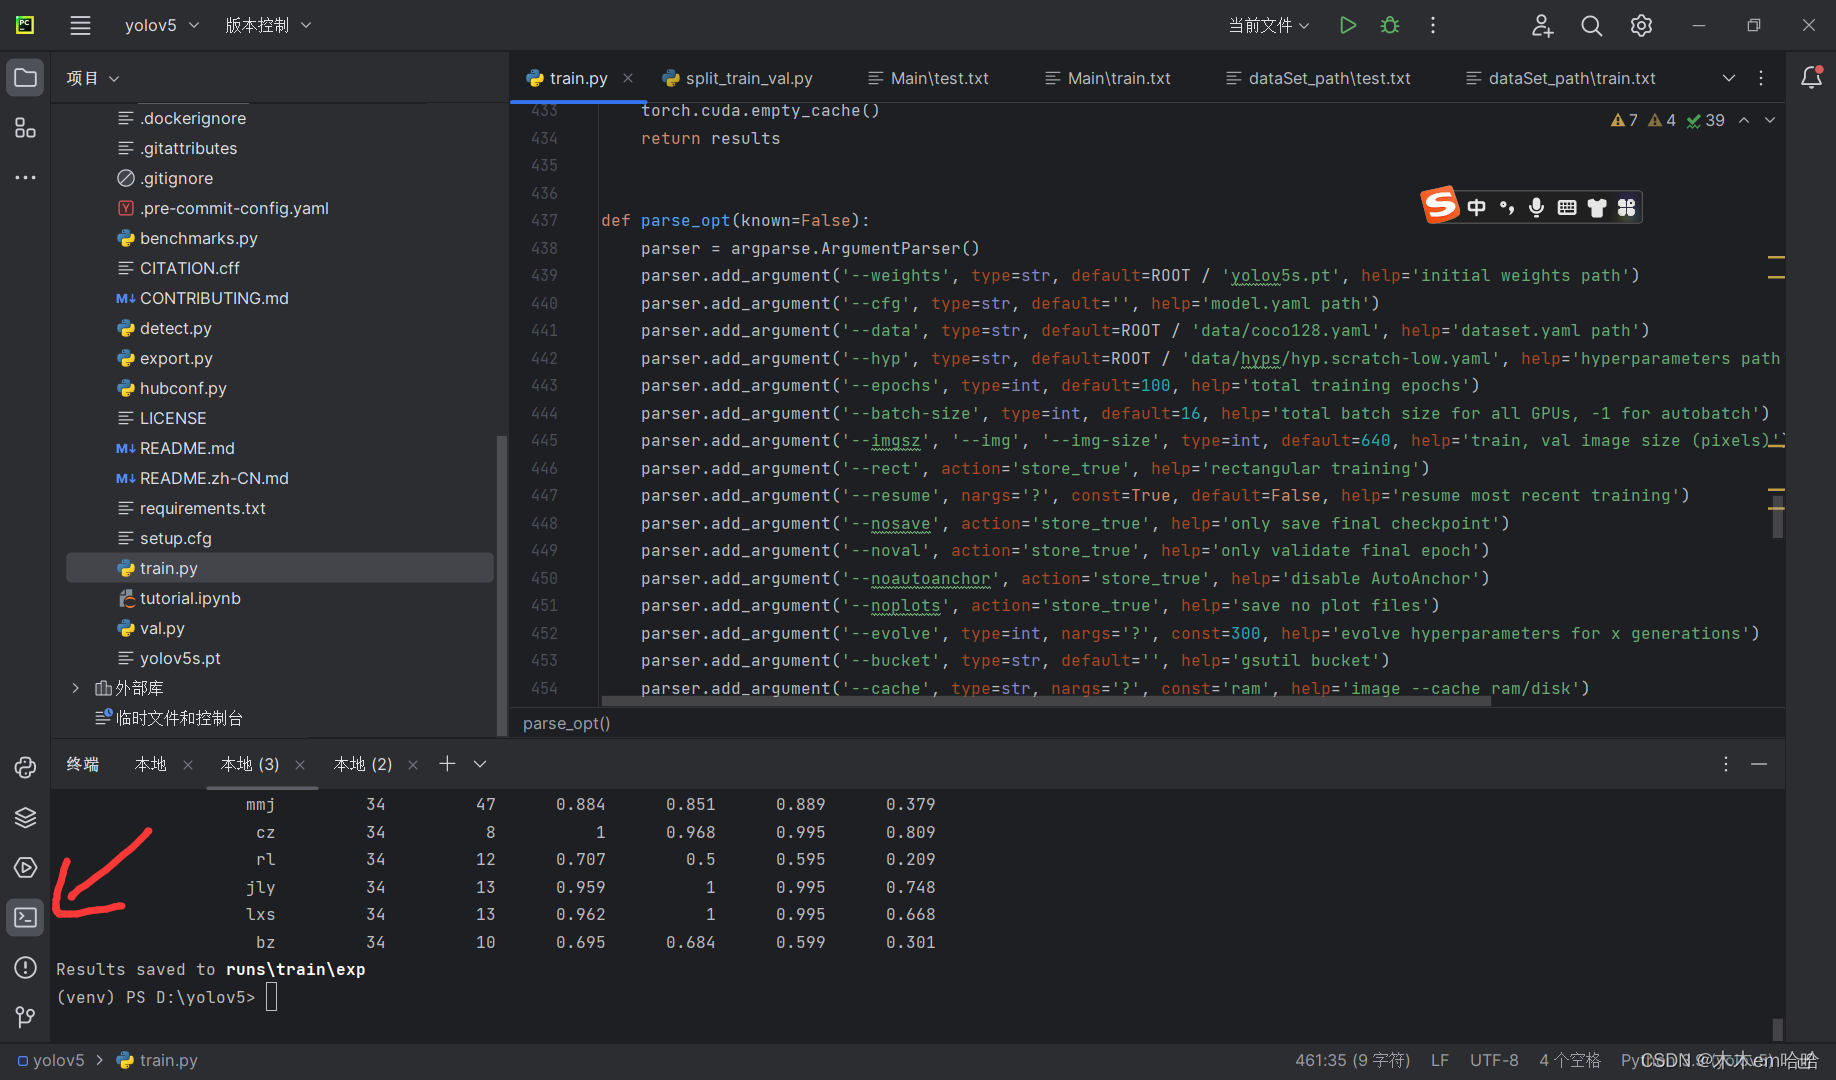 yolov5 版本控制 当前文件
项目
train.py split_train_val.py Main\test.txt Main\train.txt dataSet_path\test.txt dataSet_path\train.txt
.dockerignore
.gitattributes
.gitignore
.pre-commit-config.yaml
benchmarks.py
CITATION.cff
CONTRIBUTING.md
detect.py
export.py
hubconf.py
LICENSE
README.md
README.zh-CN.md
requirements.txt
setup.cfg
train.py
tutorial.ipynb
val.py
yolov5s.pt
外部库
临时文件和控制台
7 4 39
中
433 torch.cuda.empty_cache()
434 return results
435
436
437 def parse_opt(known=False):
438 parser = argparse.ArgumentParser()
439 parser.add_argument('--weights', type=str, default=ROOT / 'yolov5s.pt', help='initial weights path')
440 parser.add_argument('--cfg', type=str, default='', help='model.yaml path')
441 parser.add_argument('--data', type=str, default=ROOT / 'data/coco128.yaml', help='dataset.yaml path')
442 parser.add_argument('--hyp', type=str, default=ROOT / 'data/hyps/hyp.scratch-low.yaml', help='hyperparameters path'
443 parser.add_argument('--epochs', type=int, default=100, help='total training epochs')
444 parser.add_argument('--batch-size', type=int, default=16, help='total batch size for all GPUs, -1 for autobatch')
445 parser.add_argument('--imgsz', '--img', '--img-size', type=int, default=640, help='train, val image size (pixels)')
446 parser.add_argument('--rect', action='store_true', help='rectangular training')
447 parser.add_argument('--resume', nargs='?', const=True, default=False, help='resume most recent training')
448 parser.add_argument('--nosave', action='store_true', help='only save final checkpoint')
449 parser.add_argument('--noval', action='store_true', help='only validate final epoch')
450 parser.add_argument('--noautoanchor', action='store_true', help='disable AutoAnchor')
451 parser.add_argument('--noplots', action='store_true', help='save no plot files')
452 parser.add_argument('--evolve', type=int, nargs='?', const=300, help='evolve hyperparameters for x generations')
453 parser.add_argument('--bucket', type=str, default='', help='gsutil bucket')
454 parser.add_argument('--cache', type=str, nargs='?', const='ram', help='image --cache ram/disk')
parse_opt()
终端 本地 本地 (3) 本地 (2)
mmj 34 47 0.884 0.851 0.889 0.379
cz 34 8 1 0.968 0.995 0.809
rl 34 12 0.707 0.5 0.595 0.209
jly 34 13 0.959 1 0.995 0.748
lxs 34 13 0.962 1 0.995 0.668
bz 34 10 0.695 0.684 0.599 0.301
Results saved to runs\train\exp
(venv) PS D:\yolov5>
yolov5 > train.py 461:35 (9 字符) LF UTF-8 4 个空格
CSDN @木木em哈哈